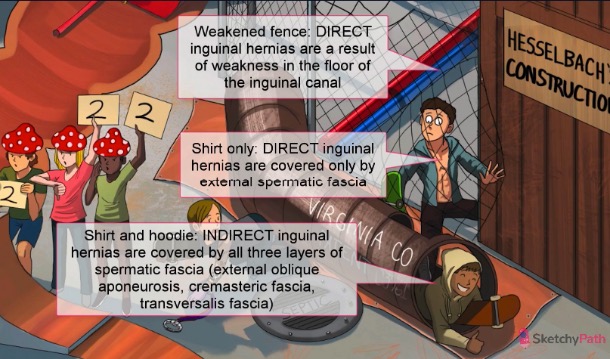 Weakened fence: DIRECT
inguinal hernias are a result
of weakness in the floor of
the inguinal canal
HESSELBACH'
CONSTRUCTION
2 2
2
Shirt only: DIRECT inguinal
hernias are covered only by
external spermatic fascia
VIRGINIA CO
Shirt and hoodie: INDIRECT inguinal
hernias are covered by all three layers of
spermatic fascia (external oblique
aponeurosis, cremasteric fascia,
transversalis fascia)
SEPTIC
SketchyPath